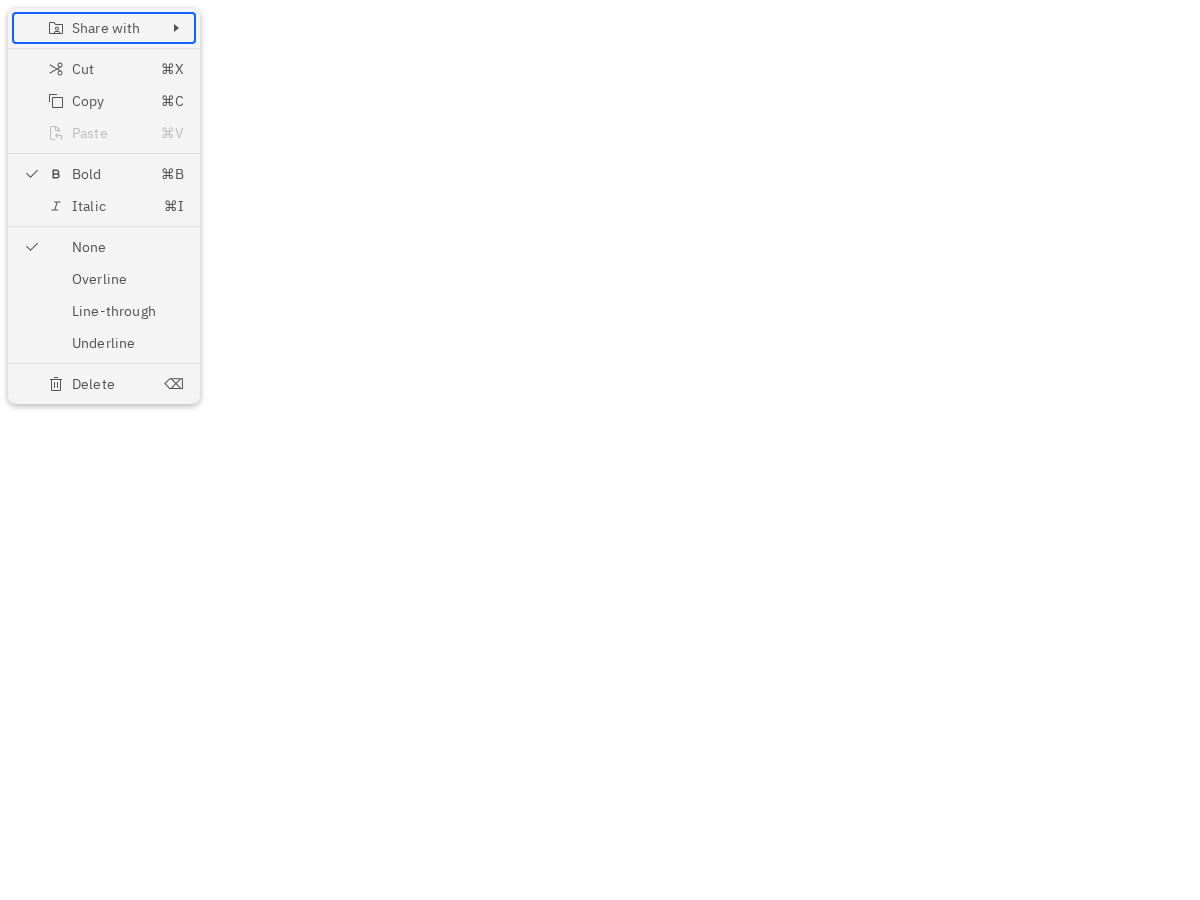 Share with
Cut ⌘X
Copy ⌘C
Paste ⌘V
Bold ⌘B
Italic ⌘I
None
Overline
Line-through
Underline
Delete ⌫